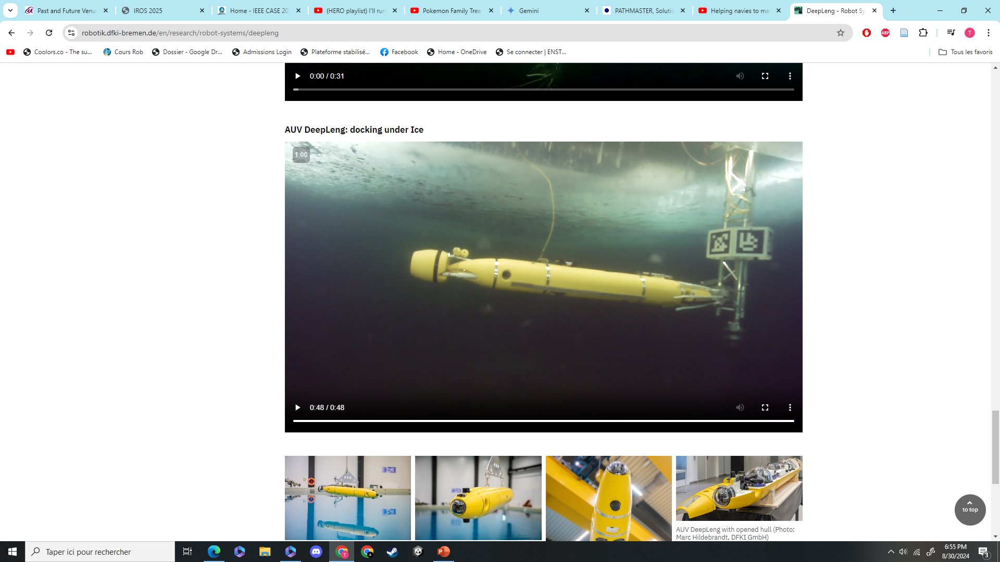 Past and Future Venu
IROS 2025
Home - IEEE CASE 202
(HERO playlist) I'll run
Pokemon Family Tree
Gemini
PATHMASTER, Solutio
Helping navies to ma
DeepLeng - Robot Sy
robotik.dfki-bremen.de/en/research/robot-systems/deepleng
ABP
T
Coolors.co - The su...
Cours Rob
Dossier - Google Dr...
Admissions Login
Plateforme stabilisé...
Facebook
Home - OneDrive
Se connecter | ENST...
Tous les favoris
0:00 / 0:31
AUV DeepLeng: docking under Ice
1.00
0:48 / 0:48
to top
AUV DeepLeng with opened hull (Photo:
Marc Hildebrandt, DFKI GmbH)
Taper ici pour rechercher
6:55 PM
8/30/2024
3